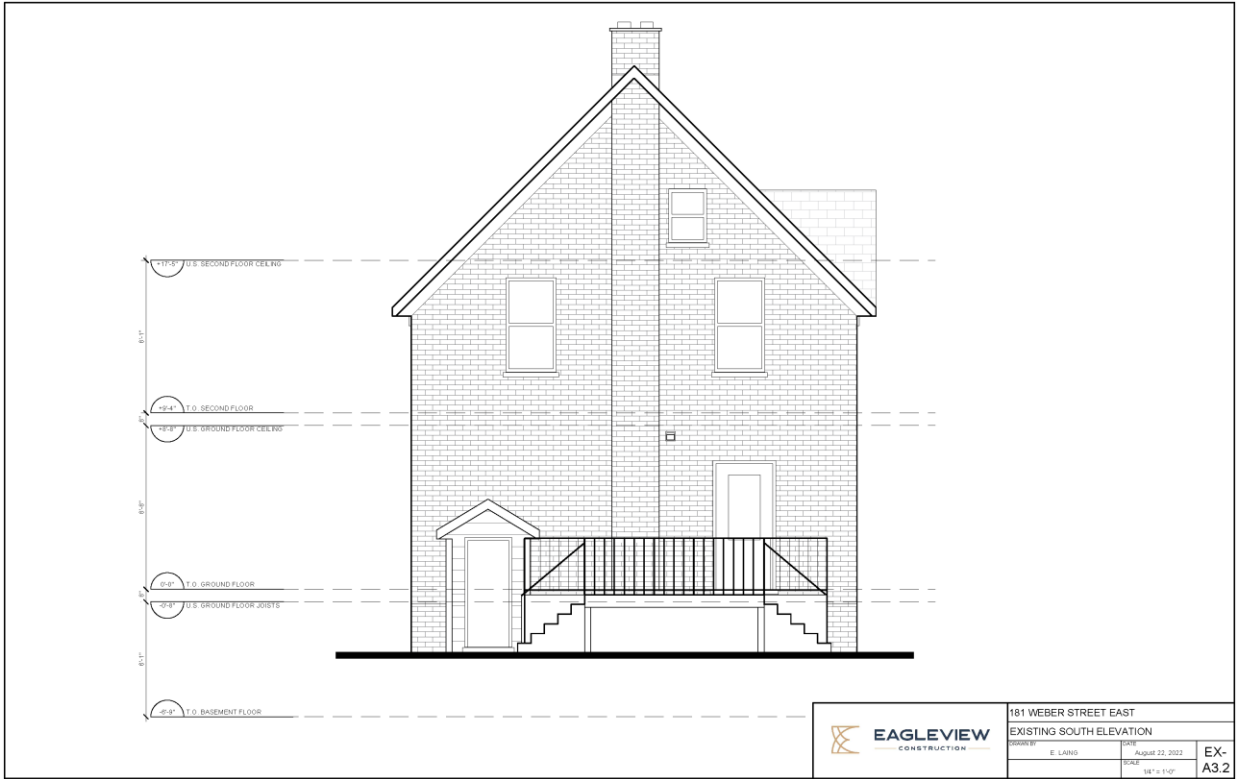 +17'-5" U.S. SECOND FLOOR CEILING
8'-1"
+9'-4" T.O. SECOND FLOOR
8"
+8'-8" U.S. GROUND FLOOR CEILING
8'-8"
0'-0" T.O. GROUND FLOOR
8"
-0'-8" U.S. GROUND FLOOR JOISTS
6'-1"
-6'-9" T.O. BASEMENT FLOOR
EAGLEVIEW
CONSTRUCTION
181 WEBER STREET EAST
EXISTING SOUTH ELEVATION
DRAWN BY
E. LAING
DATE
August 22, 2022
SCALE
1/4" = 1'-0"
EX-
A3.2